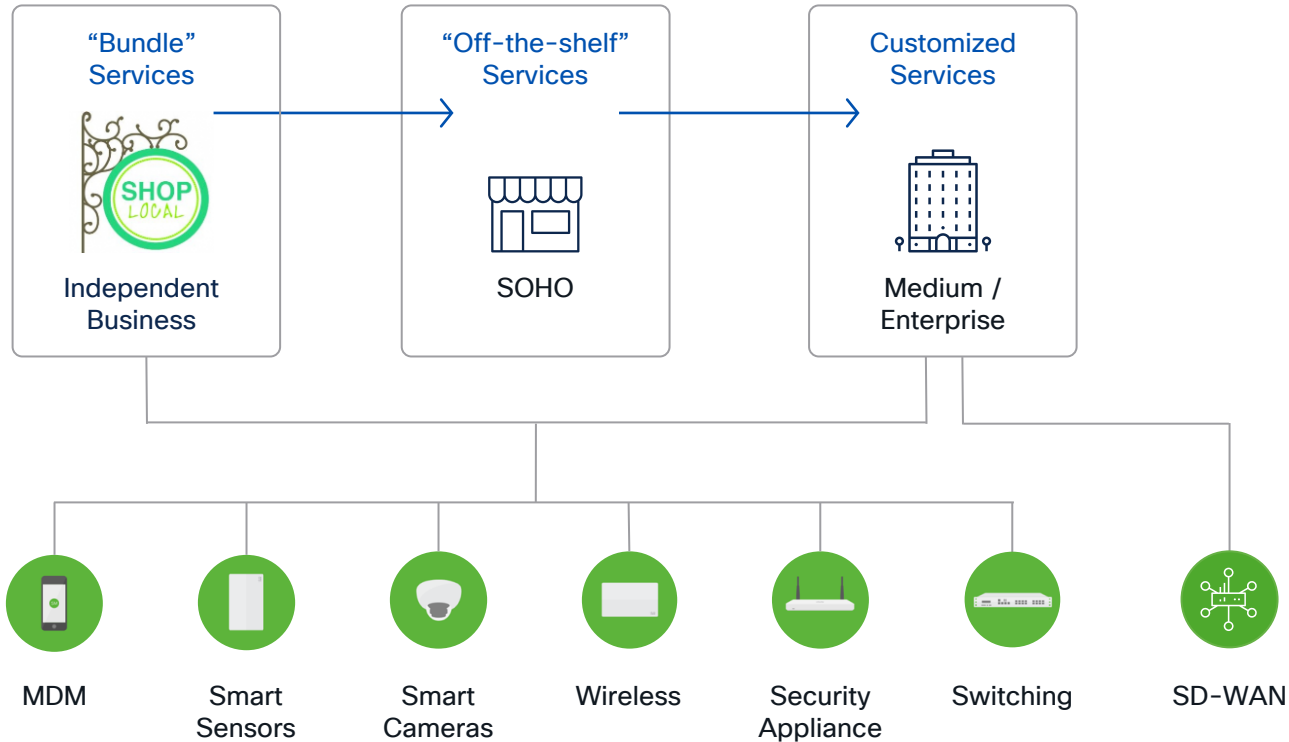 “Bundle”
Services
“Off-the-shelf”
Services
Customized
Services
SHOP
LOCAL
Independent
Business
SOHO
Medium /
Enterprise
MDM
Smart
Sensors
Smart
Cameras
Wireless
Security
Appliance
Switching
SD-WAN